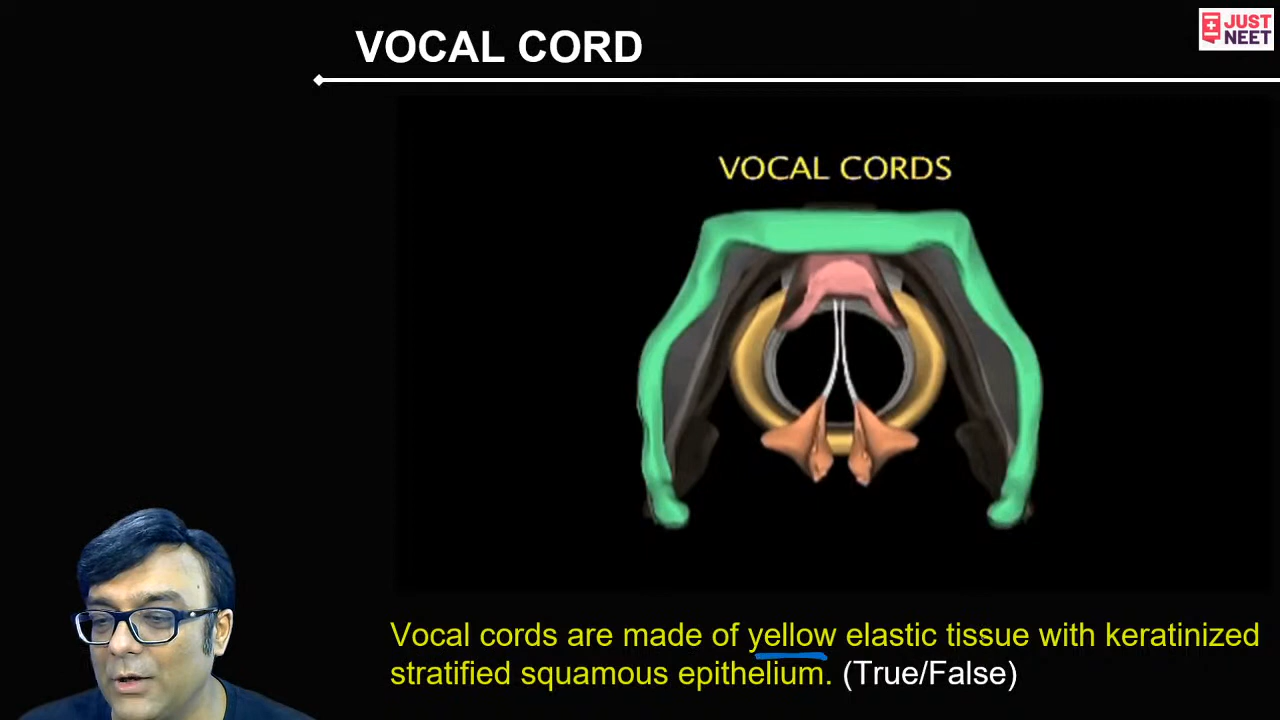 VOCAL CORD
JUST
NEET
VOCAL CORDS
Vocal cords are made of yellow elastic tissue with keratinized
stratified squamous epithelium. (True/False)